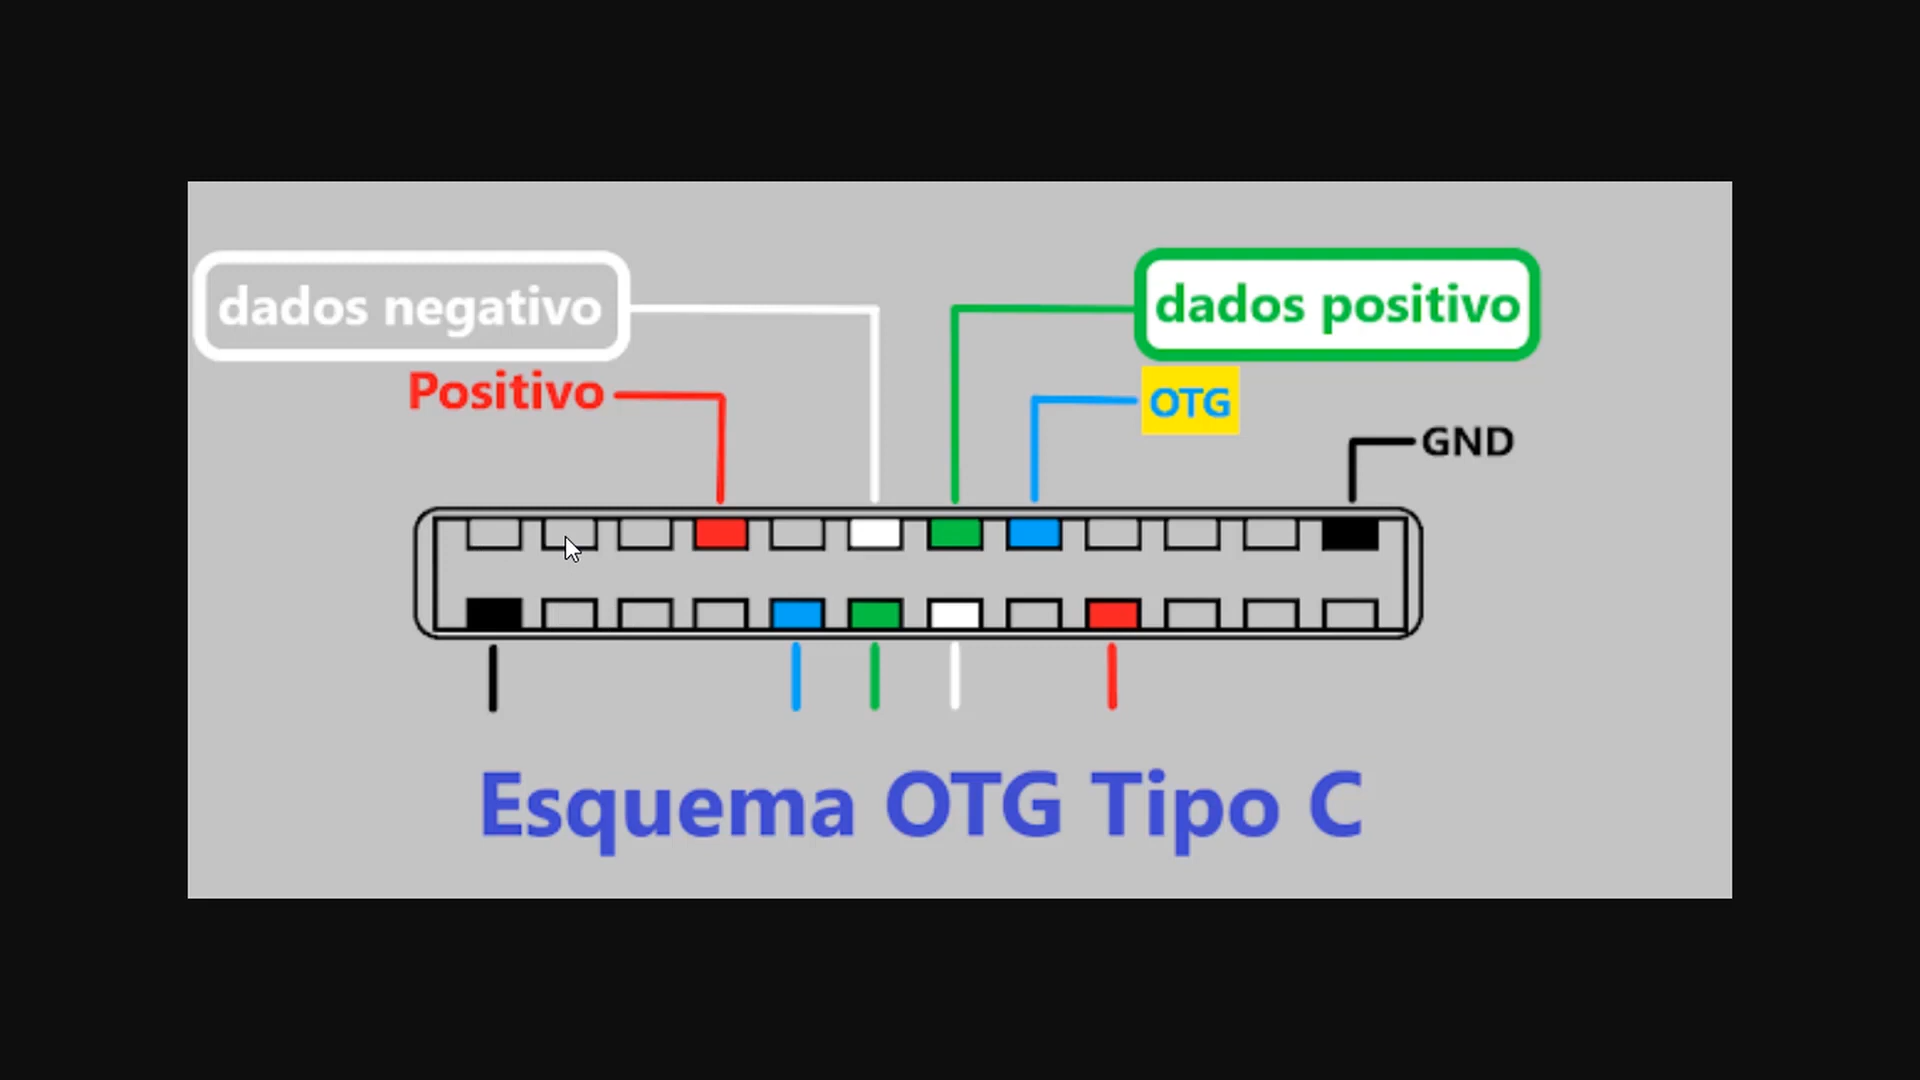 dados negativo
dados positivo
Positivo
OTG
GND
Esquema OTG Tipo C